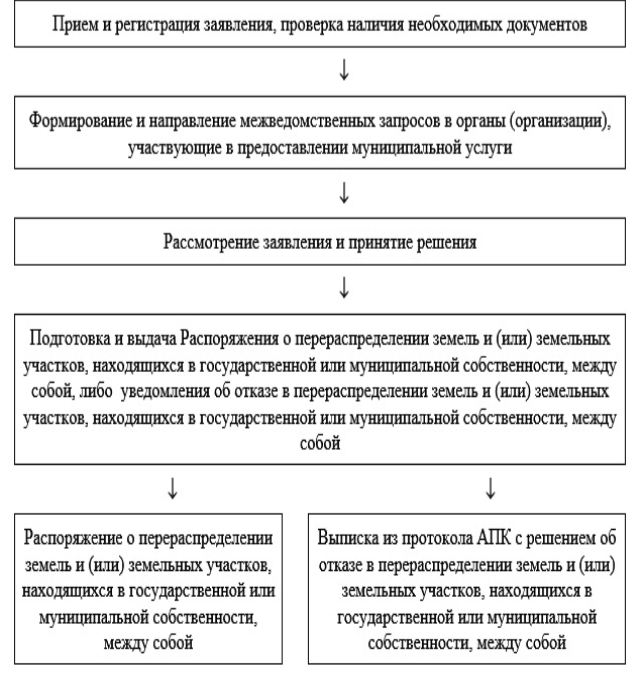 Прием и регистрация заявления, проверка наличия необходимых документов
↓
Формирование и направление межведомственных запросов в органы (организации),
участвующие в предоставлении муниципальной услуги
↓
Рассмотрение заявления и принятие решения
↓
Подготовка и выдача Распоряжения о перераспределении земель и (или) земельных
участков, находящихся в государственной или муниципальной собственности, между
собой, либо уведомления об отказе в перераспределении земель и (или) земельных
участков, находящихся в государственной или муниципальной собственности, между
собой
↓ ↓
Распоряжение о перераспределении
земель и (или) земельных участков,
находящихся в государственной или
муниципальной собственности,
между собой
Выписка из протокола АПК с решением об
отказе в перераспределении земель и (или)
земельных участков, находящихся в
государственной или муниципальной
собственности, между собой